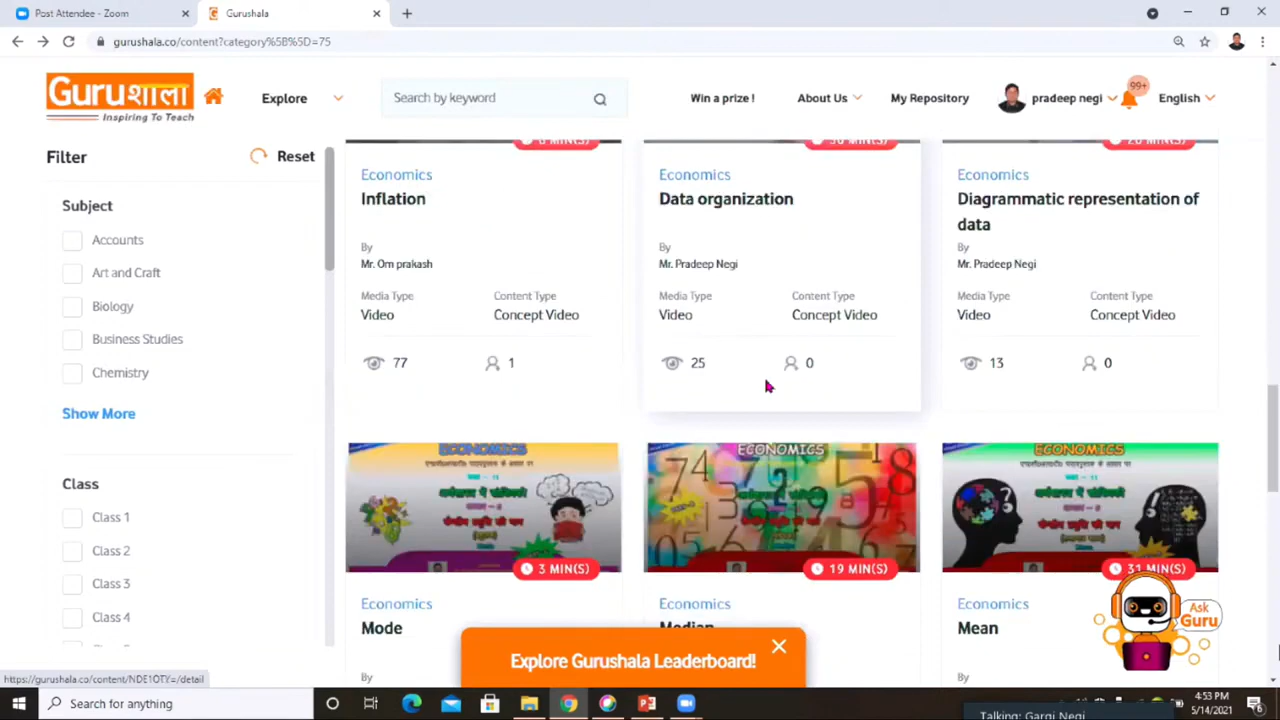 Post Attendee - Zoom
Gurushala
gurushala.co/content?category%5B%5D=75
Guruशाला
Inspiring To Teach
Explore
Search by keyword
Win a prize !
About Us
My Repository
pradeep negi
99+
English
Filter
Reset
Subject
Accounts
Art and Craft
Biology
Business Studies
Chemistry
Show More
Class
Class 1
Class 2
Class 3
Class 4
Economics
Inflation
By
Mr. Om prakash
Media Type
Content Type
Video
Concept Video
77
1
Economics
Data organization
By
Mr. Pradeep Negi
Media Type
Content Type
Video
Concept Video
25
0
Economics
Diagrammatic representation of
data
By
Mr. Pradeep Negi
Media Type
Content Type
Video
Concept Video
13
0
ECONOMICS
3 MIN(S)
Economics
Mode
By
ECONOMICS
19 MIN(S)
Economics
Median
ECONOMICS
31 MIN(S)
Economics
Mean
By
Ask
Guru
Explore Gurushala Leaderboard!
https://gurushala.co/content/NDE1OTY=/detail
Search for anything
4:53 PM
5/14/2021
6
Talking: Gargi Negi